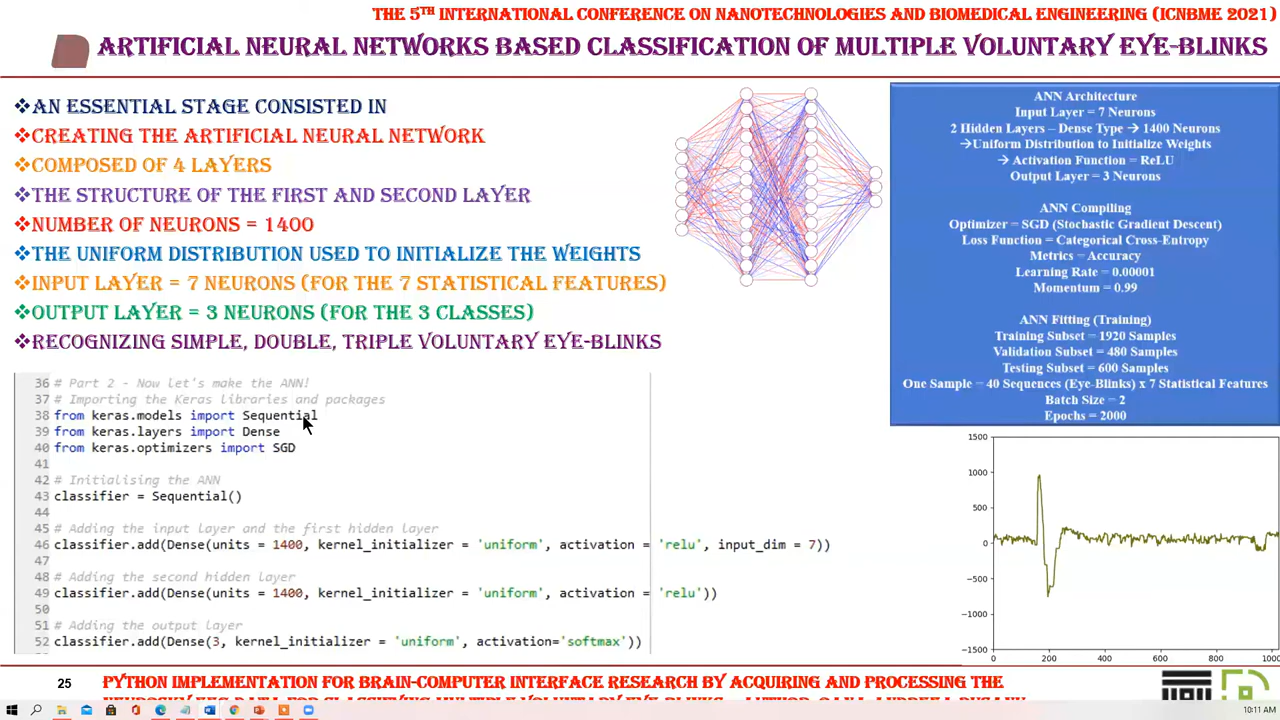 THE 5TH INTERNATIONAL CONFERENCE ON NANOTECHNOLOGIES AND BIOMEDICAL ENGINEERING (ICNBME 2021)
ARTIFICIAL NEURAL NETWORKS BASED CLASSIFICATION OF MULTIPLE VOLUNTARY EYE-BLINKS
❖AN ESSENTIAL STAGE CONSISTED IN
❖CREATING THE ARTIFICIAL NEURAL NETWORK
❖COMPOSED OF 4 LAYERS
❖THE STRUCTURE OF THE FIRST AND SECOND LAYER
❖NUMBER OF NEURONS = 1400
❖THE UNIFORM DISTRIBUTION USED TO INITIALIZE THE WEIGHTS
❖INPUT LAYER = 7 NEURONS (FOR THE 7 STATISTICAL FEATURES)
❖OUTPUT LAYER = 3 NEURONS (FOR THE 3 CLASSES)
❖RECOGNIZING SIMPLE, DOUBLE, TRIPLE VOLUNTARY EYE-BLINKS
ANN Architecture
Input Layer = 7 Neurons
2 Hidden Layers – Dense Type → 1400 Neurons
→Uniform Distribution to Initialize Weights
→ Activation Function = ReLU
Output Layer = 3 Neurons
ANN Compiling
Optimizer = SGD (Stochastic Gradient Descent)
Loss Function = Categorical Cross-Entropy
Metrics = Accuracy
Learning Rate = 0.00001
Momentum = 0.99
ANN Fitting (Training)
Training Subset = 1920 Samples
Validation Subset = 480 Samples
Testing Subset = 600 Samples
One Sample = 40 Sequences (Eye-Blinks) x 7 Statistical Features
Batch Size = 2
Epochs = 2000
36 # Part 2 - Now let's make the ANN!
37 # Importing the Keras libraries and packages
38 from keras.models import Sequential
39 from keras.layers import Dense
40 from keras.optimizers import SGD
41
42 # Initialising the ANN
43 classifier = Sequential()
44
45 # Adding the input layer and the first hidden layer
46 classifier.add(Dense(units = 1400, kernel_initializer = 'uniform', activation = 'relu', input_dim = 7))
47
48 # Adding the second hidden layer
49 classifier.add(Dense(units = 1400, kernel_initializer = 'uniform', activation = 'relu'))
50
51 # Adding the output layer
52 classifier.add(Dense(3, kernel_initializer = 'uniform', activation='softmax'))
1500
1000
500
0
−500
−1000
−1500
0 200 400 600 800 1000
25
PYTHON IMPLEMENTATION FOR BRAIN-COMPUTER INTERFACE RESEARCH BY ACQUIRING AND PROCESSING THE
10:11 AM